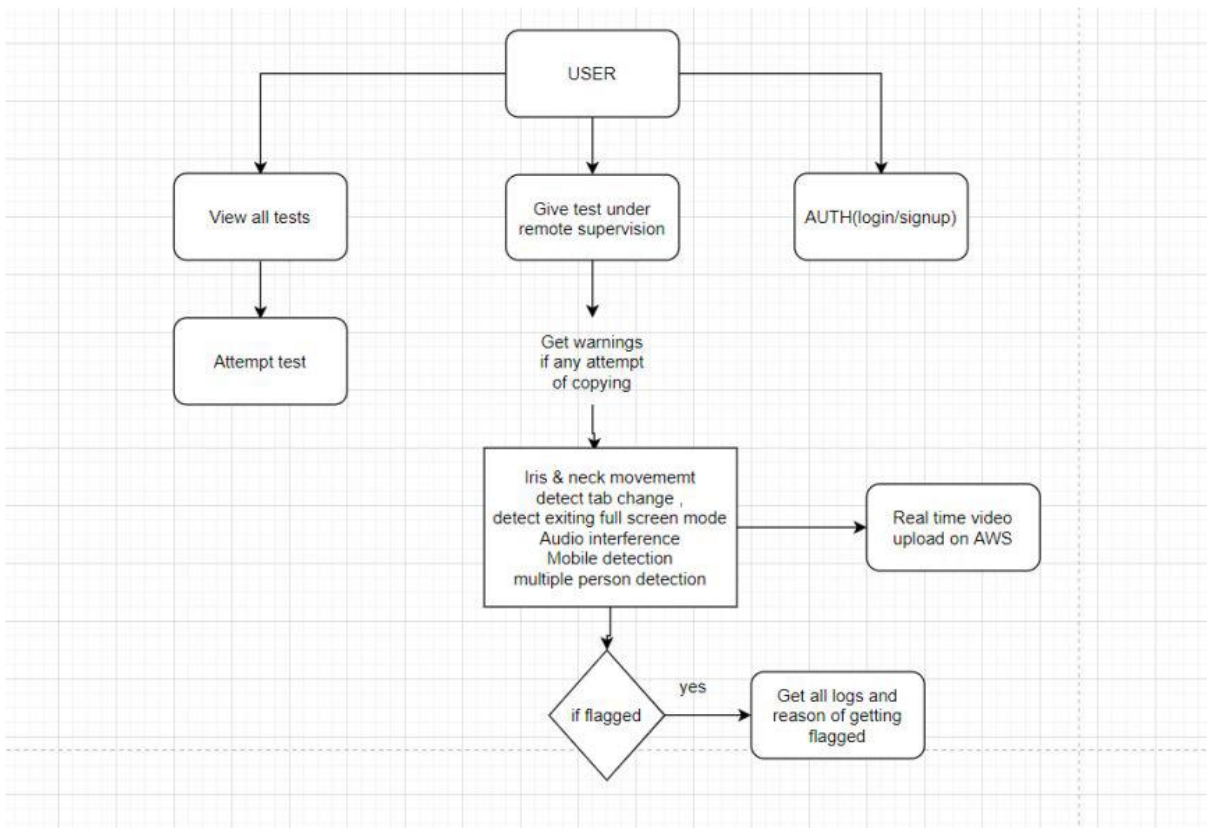 USER
View all tests
Give test under
remote supervision
AUTH(login/signup)
Attempt test
Get warnings
if any attempt
of copying
Iris & neck movememt
detect tab change ,
detect exiting full screen mode
Audio interference
Mobile detection
multiple person detection
Real time video
upload on AWS
if flagged
yes
Get all logs and
reason of getting
flagged